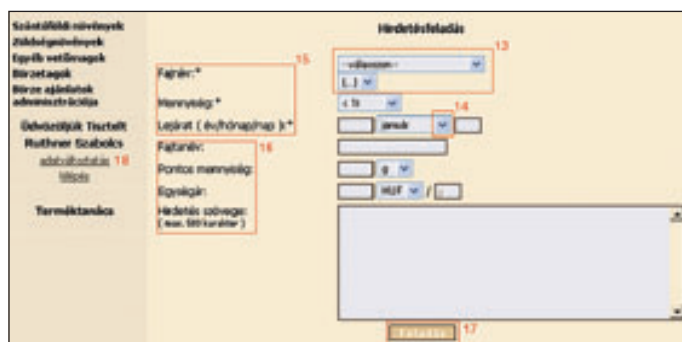 Szántóföldi növények
Zöldségnövények
Egyéb vetőmagok
Börzetagok
Börze ajánlatok
adminisztrációja
Üdvözöljük Tisztelt
Ruthner Szabolcs
adatváltoztatás 18
kilépés
Terméktanács
Hirdetésfeladás
15
13
Fajnév:*
--válasszon--
(..)
Mennyiség:*
< 1t
14
Lejárat ( év/hónap/nap ):*
január
16
Fajtanév:
Pontos mennyiség:
g
Egységár:
HUF /
Hirdetés szövege:
( max. 500 karakter )
17